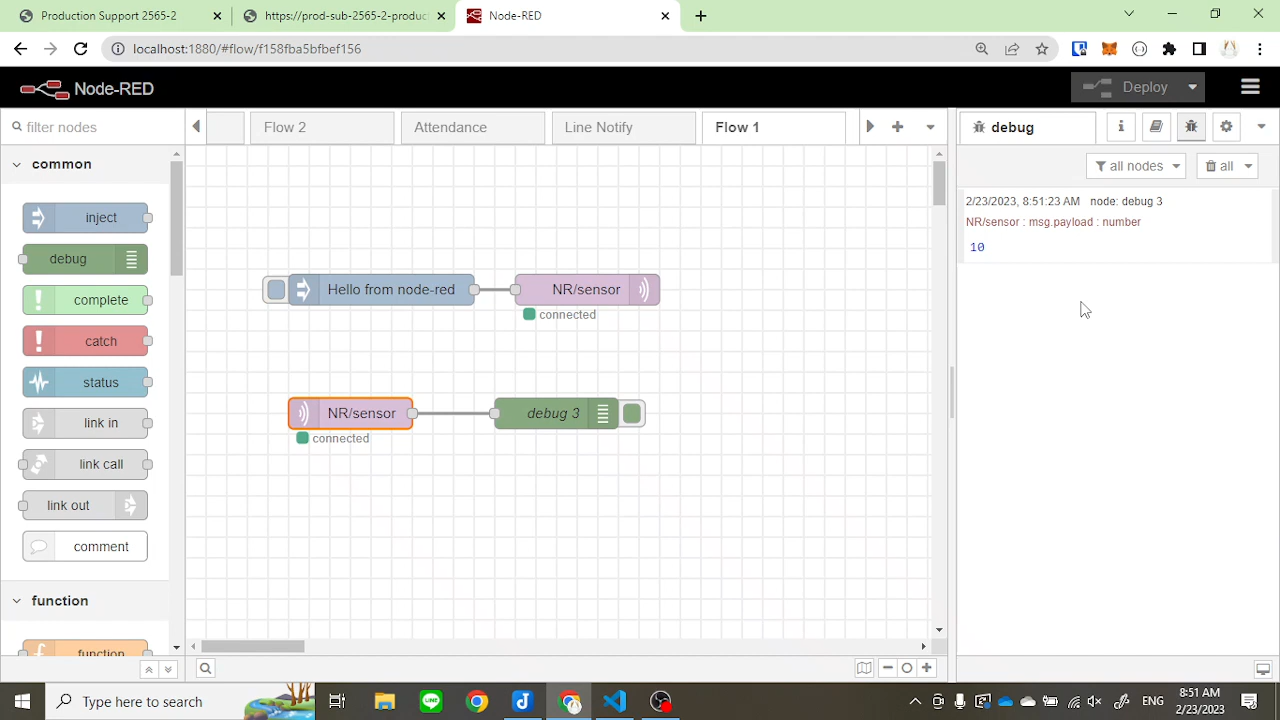 Production Support 2565-2
https://prod-sub-2565-2-produc
Node-RED
localhost:1880/#flow/f158fba5bfbef156
Node-RED
Deploy
filter nodes
Flow 2
Attendance
Line Notify
Flow 1
debug
i
common
all nodes
all
inject
debug
complete
catch
status
link in
link call
link out
comment
function
function
Hello from node-red
NR/sensor
connected
NR/sensor
debug 3
connected
2/23/2023, 8:51:23 AM node: debug 3
NR/sensor : msg.payload : number
10
Type here to search
ENG
8:51 AM
2/23/2023